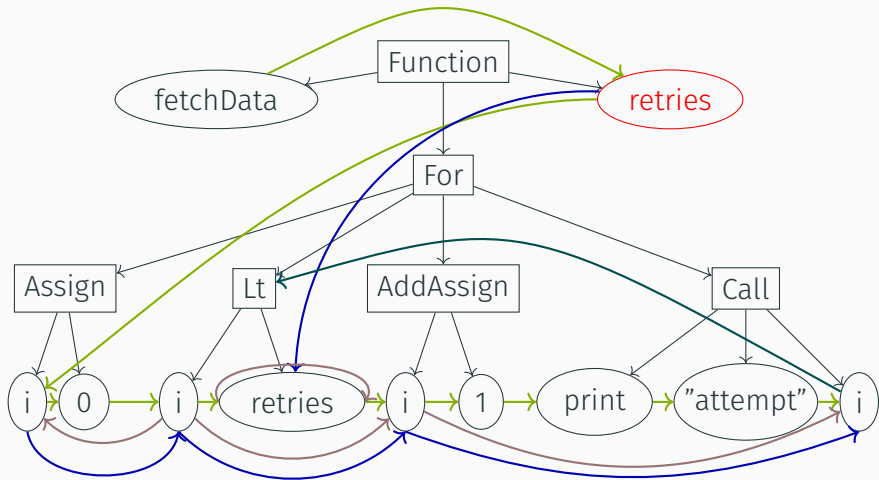 Function
fetchData
retries
For
Assign
Lt
AddAssign
Call
i
0
i
retries
i
1
print
”attempt”
i